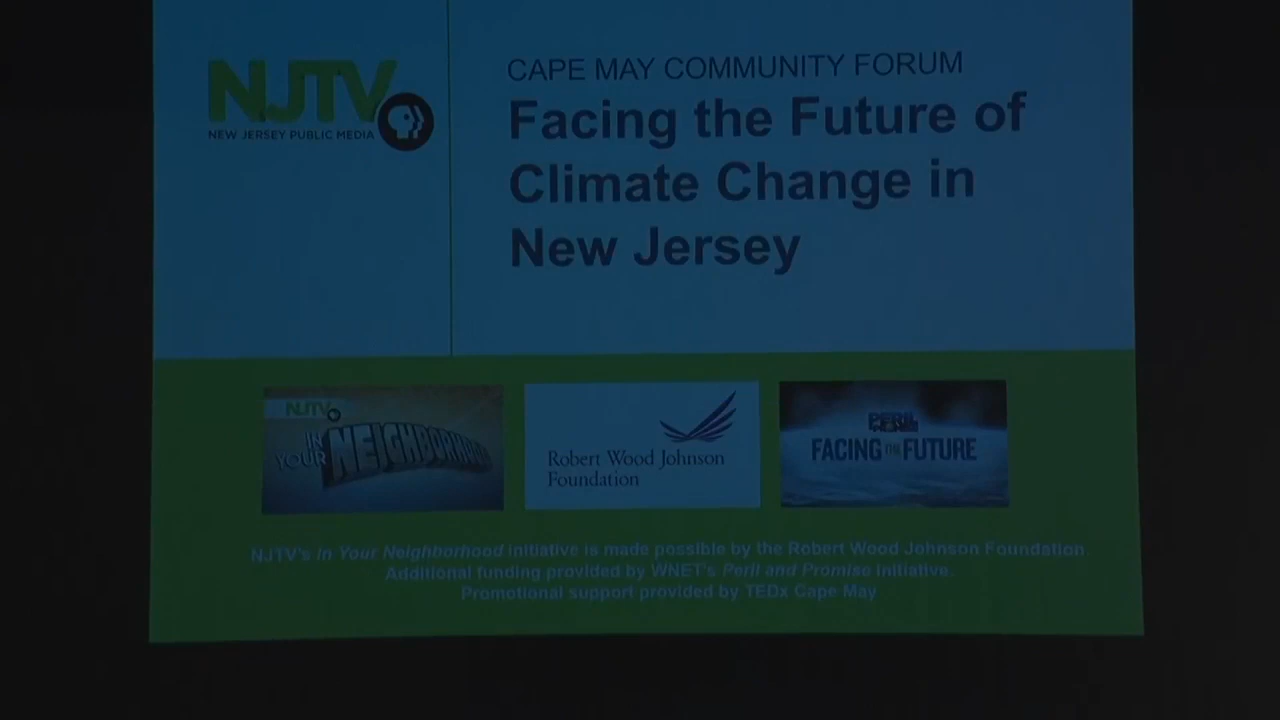 NJTV
NEW JERSEY PUBLIC MEDIA
CAPE MAY COMMUNITY FORUM
Facing the Future of
Climate Change in
New Jersey
NJTV
IN
YOUR NEIGHBORHOOD
Robert Wood Johnson
Foundation
PERIL
FACING THE FUTURE
NJTV's In Your Neighborhood initiative is made possible by the Robert Wood Johnson Foundation
Additional funding provided by WNET's Peril and Promise initiative.
Promotional support provided by TEDx Cape May